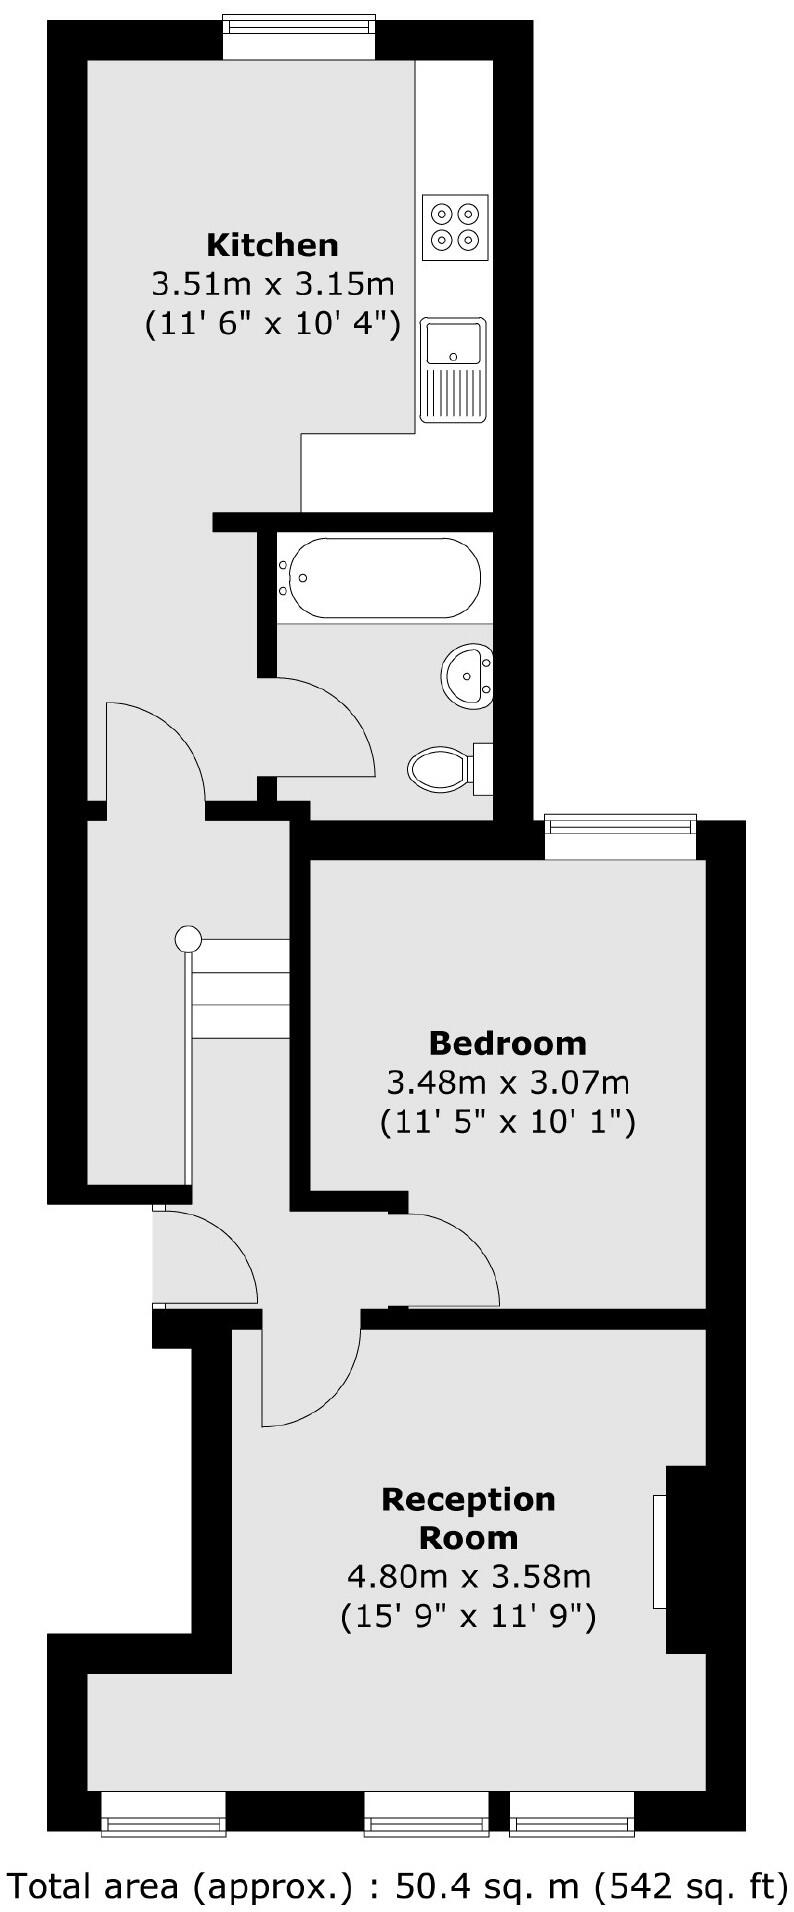 Kitchen
3.51m x 3.15m
(11' 6" x 10' 4")
Bedroom
3.48m x 3.07m
(11' 5" x 10' 1")
Reception
Room
4.80m x 3.58m
(15' 9" x 11' 9")
Total area (approx.) : 50.4 sq. m (542 sq. ft)